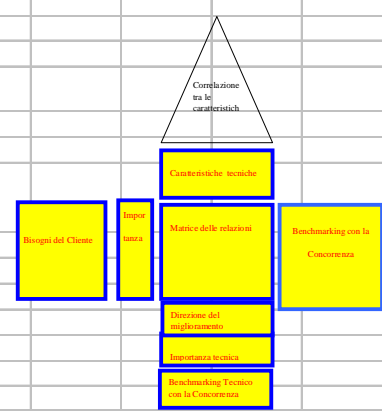 Correlazione
tra le
caratteristich
Caratteristiche tecniche
Bisogni del Cliente
Impor
tanza
Matrice delle relazioni
Benchmarking con la
Concorrenza
Direzione del
miglioramento
Importanza tecnica
Benchmarking Tecnico
con la Concorrenza